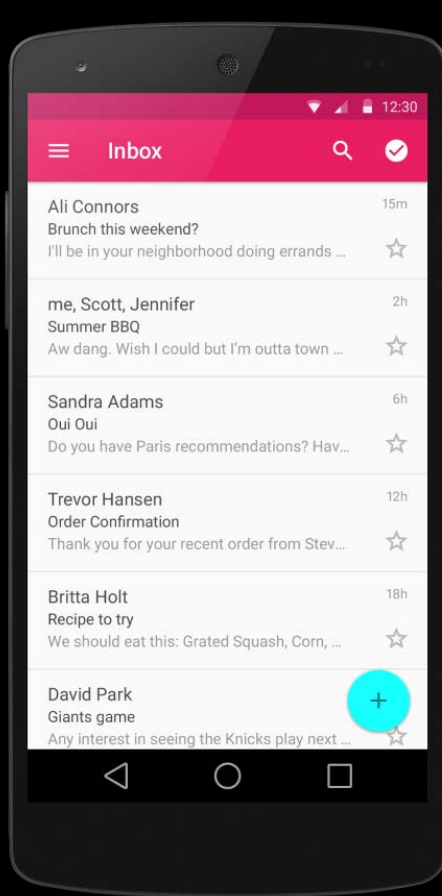 12:30
Inbox
Ali Connors 15m
Brunch this weekend?
I'll be in your neighborhood doing errands ...
me, Scott, Jennifer 2h
Summer BBQ
Aw dang. Wish I could but I'm outta town ...
Sandra Adams 6h
Oui Oui
Do you have Paris recommendations? Hav...
Trevor Hansen 12h
Order Confirmation
Thank you for your recent order from Stev...
Britta Holt 18h
Recipe to try
We should eat this: Grated Squash, Corn, ...
David Park
Giants game
Any interest in seeing the Knicks play next ...